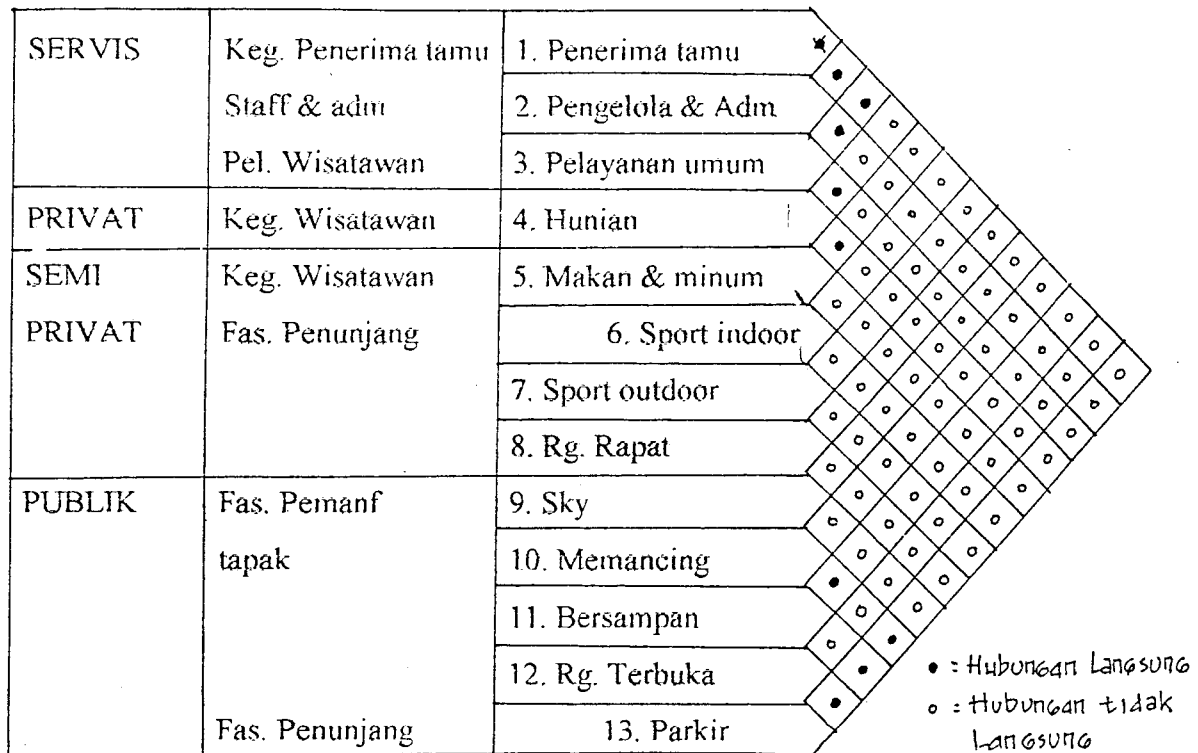 SERVIS Keg. Penerima tamu 1. Penerima tamu
Staff & adm 2. Pengelola & Adm
Pel. Wisatawan 3. Pelayanan umum
PRIVAT Keg. Wisatawan 4. Hunian
SEMI Keg. Wisatawan 5. Makan & minum
PRIVAT Fas. Penunjang 6. Sport indoor
7. Sport outdoor
8. Rg. Rapat
PUBLIK Fas. Pemanf 9. Sky
tapak 10. Memancing
11. Bersampan
12. Rg. Terbuka
Fas. Penunjang 13. Parkir
• : Hubungan Langsung
o : Hubungan tidak
Langsung